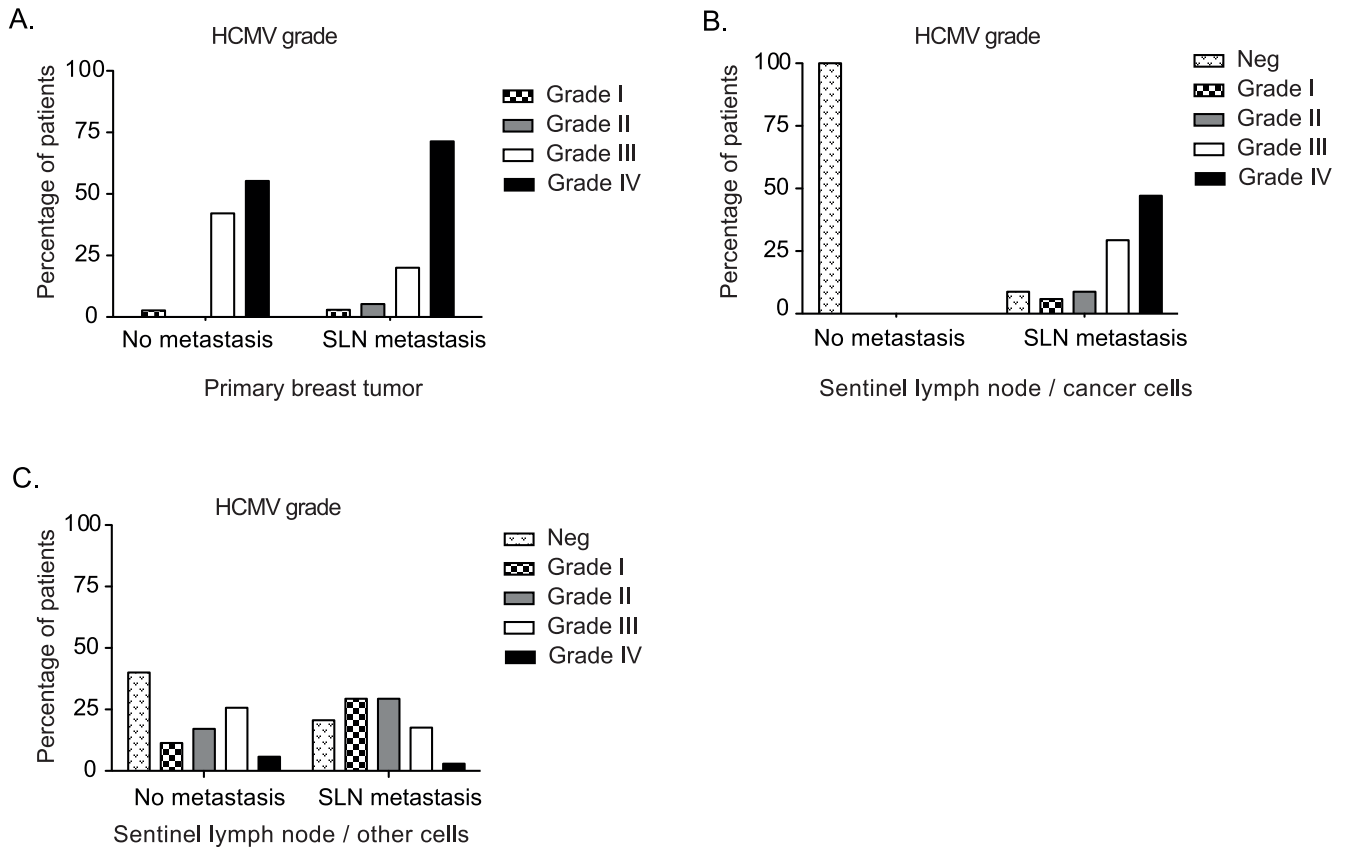 A.
HCMV grade
Percentage of patients
100
75
50
25
0
No metastasis
SLN metastasis
Primary breast tumor
Grade I
Grade II
Grade III
Grade IV
B.
HCMV grade
Percentage of patients
100
75
50
25
0
No metastasis
SLN metastasis
Sentinel lymph node / cancer cells
Neg
Grade I
Grade II
Grade III
Grade IV
C.
HCMV grade
Percentage of patients
100
75
50
25
0
No metastasis
SLN metastasis
Sentinel lymph node / other cells
Neg
Grade I
Grade II
Grade III
Grade IV